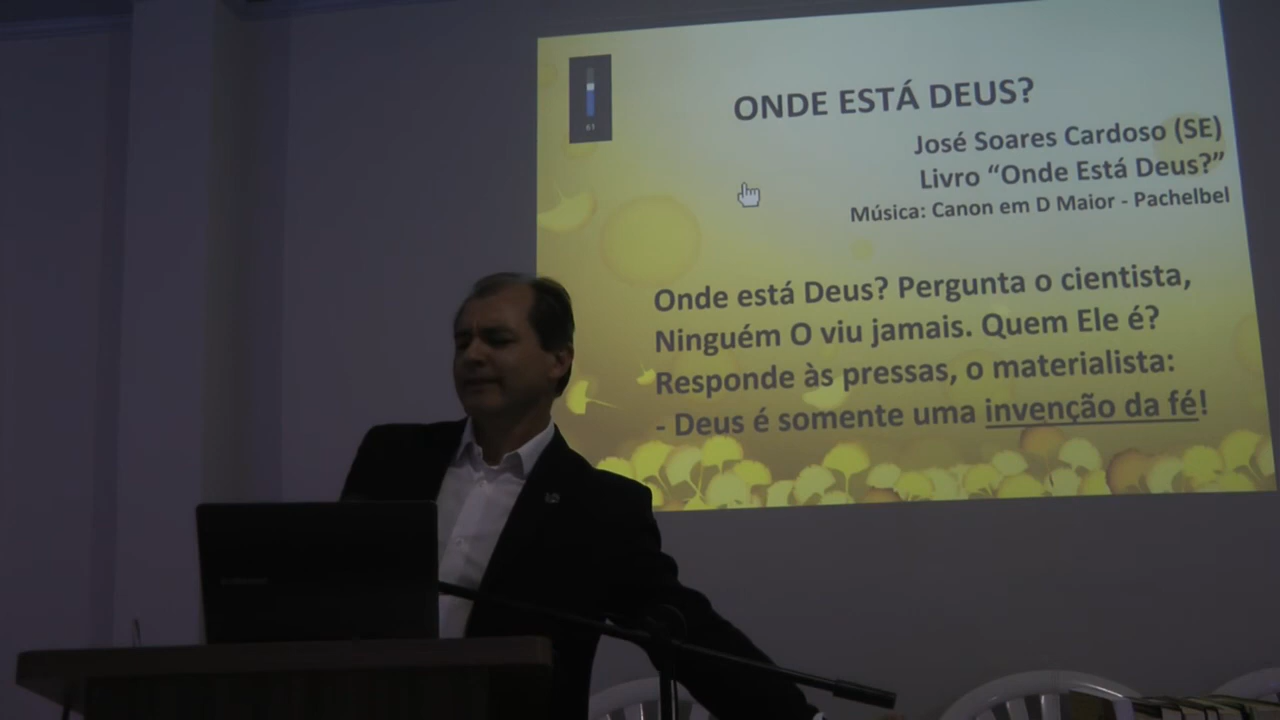 61
ONDE ESTÁ DEUS?
José Soares Cardoso (SE)
Livro “Onde Está Deus?”
Música: Canon em D Maior - Pachelbel
Onde está Deus? Pergunta o cientista,
Ninguém O viu jamais. Quem Ele é?
Responde às pressas, o materialista:
- Deus é somente uma invenção da fé!